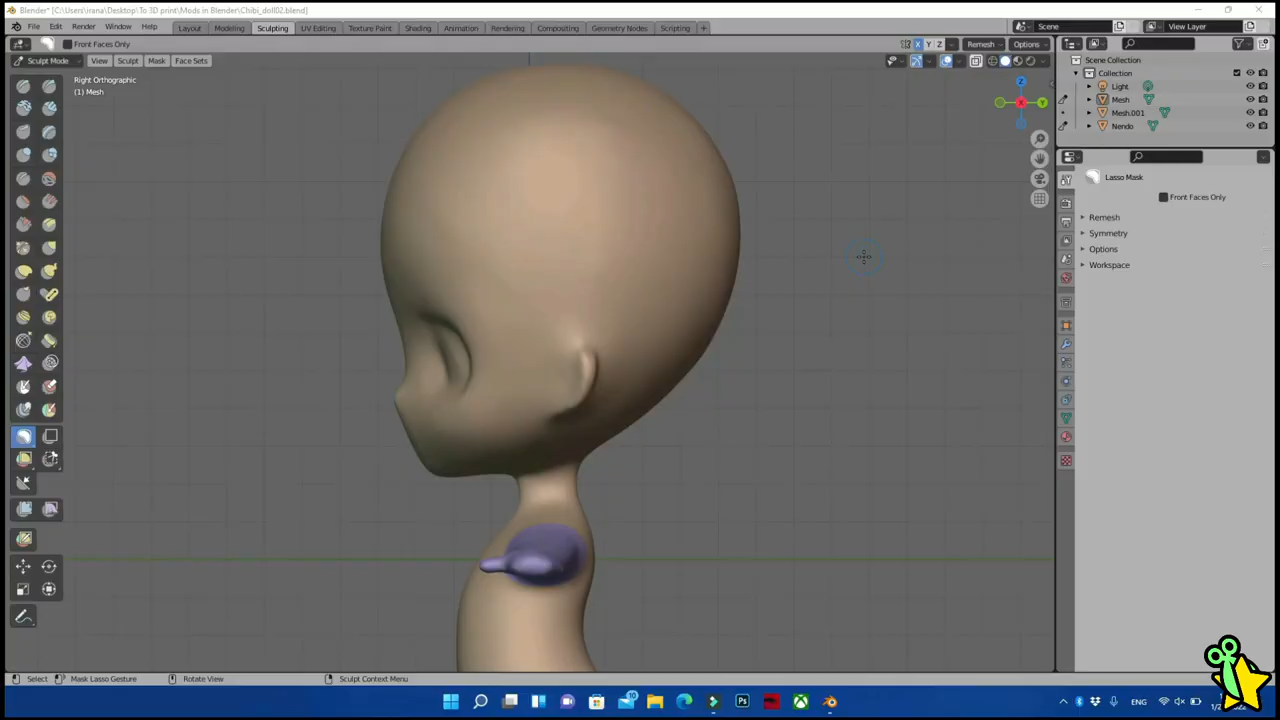 Blender* [C:\Users\irana\Desktop\To 3D print\Mods in Blender\Chibi_doll02.blend]
File Edit Render Window Help Layout Modeling Sculpting UV Editing Texture Paint Shading Animation Compositing Geometry Nodes Scripting + Scene View Layer
Front Faces Only X Y Z Remesh Options
Sculpt Mode View Sculpt Mask Face Sets
Right Orthographic
(1) Mesh
Scene Collection
Collection
Light
Mesh
Mesh.001
Nendo
Z
X
Y
Lasso Mask
Front Faces Only
Remesh
Symmetry
Options
Workspace
Select Mask Lasso Gesture Rotate View Sculpt Context Menu
10
Ps
ENG